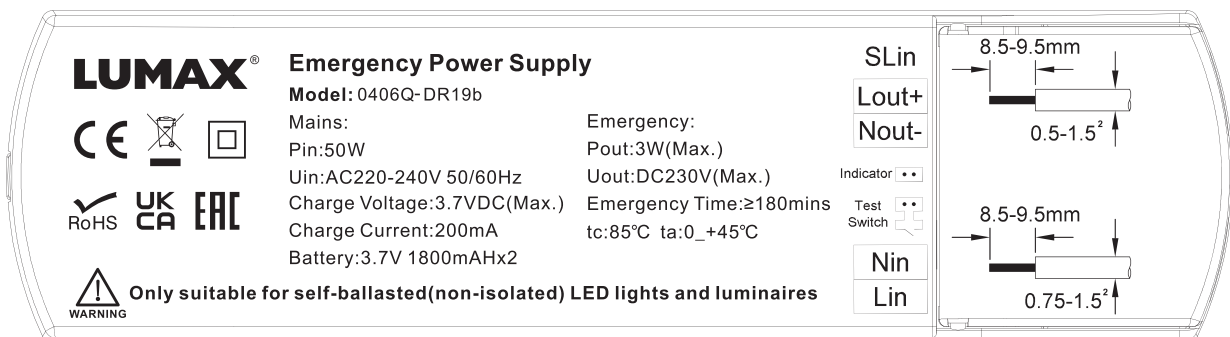 LUMAX®
Emergency Power Supply
Model: 0406Q-DR19b
Mains:
Pin:50W
Uin:AC220-240V 50/60Hz
Charge Voltage:3.7VDC(Max.)
Charge Current:200mA
Battery:3.7V 1800mAHx2
Emergency:
Pout:3W(Max.)
Uout:DC230V(Max.)
Emergency Time:≥180mins
tc:85℃ ta:0_+45℃
CE
RoHS
UK
CA
EAC
WARNING
Only suitable for self-ballasted(non-isolated) LED lights and luminaires
SLin
Lout+
Nout-
Indicator
Test
Switch
Nin
Lin
8.5-9.5mm
0.5-1.5²
8.5-9.5mm
0.75-1.5²